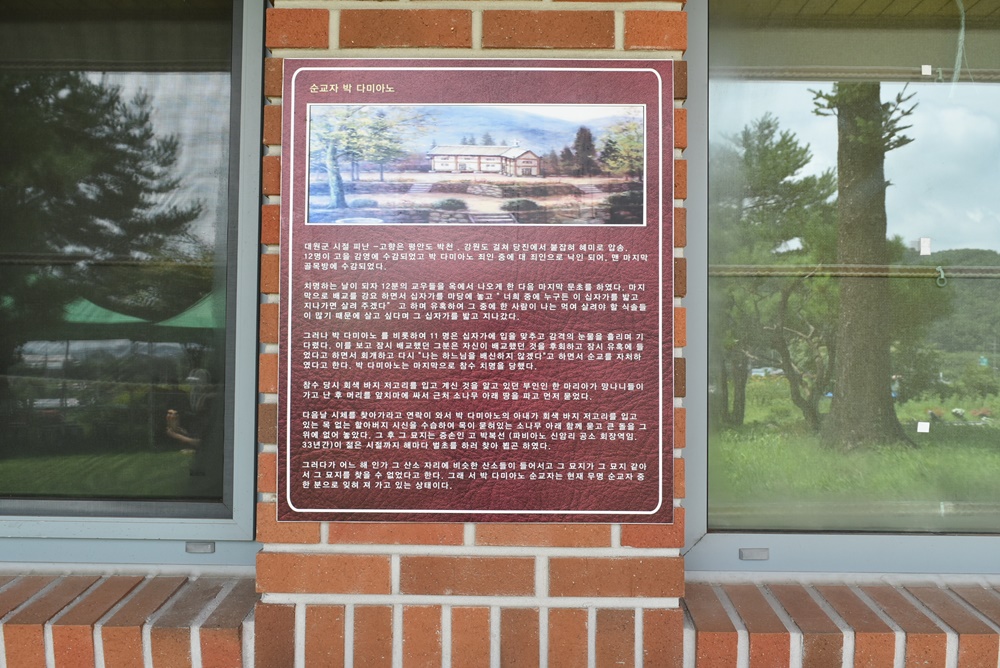 순교자 박 다미아노
대원군 시절 피난 -고향은 평안도 박천 , 강원도 걸쳐 당진에서 붙잡혀 해미로 압송,
12명이 고을 감영에 수감되었고 박 다미아노 죄인 중에 대 죄인으로 낙인 되어, 맨 마지막
골목방에 수감되었다.
치명하는 날이 되자 12분의 교우들을 옥에서 나오게 한 다음 마지막 문초를 하였다. 마지
막으로 배교를 강요 하면서 십자가를 마당에 놓고 " 너희 중에 누구든 이 십자가를 밟고
지나가면 살려 주겠다" 고 하며 유혹하여 그 중에 한 사람이 나는 먹여 살려야 할 식솔들
이 많기 때문에 살고 싶다며 그 십자가를 밟고 지나갔다.
그러나 박 다미아노 를 비롯하여 11 명은 십자가에 입을 맞추고 감격의 눈물을 흘리며 기
다렸다. 이를 보고 잠시 배교했던 그분은 자신이 배교했던 것을 후회하고 잠시 유혹에 들
었다고 하면서 회개하고 다시 "나는 하느님을 배신하지 않겠다"고 하면서 순교를 자처하
였다고 한다. 박 다미아노는 마지막으로 참수 치명을 당했다.
참수 당시 회색 바지 저고리를 입고 계신 것을 알고 있던 부인인 한 마리아가 망나니들이
가고 난 후 머리를 앞치마에 싸서 근처 소나무 아래 땅을 파고 먼저 묻었다.
다음날 시체를 찾아가라고 연락이 와서 박 다미아노의 아내가 회색 바지 저고리를 입고
있는 목 없는 할아버지 시신을 수습하여 목이 묻혀있는 소나무 아래 함께 묻고 큰 돌을 그
위에 얹어 놓았다. 그 후 그 묘지는 증손인 고 박복선 (파비아노 신암리 공소 회장역임,
33년간)이 젊은 시절까지 해마다 벌초를 하러 찾아 뵙곤 하였다.
그러다가 어느 해 인가 그 산소 자리에 비슷한 산소들이 들어서고 그 묘지가 그 묘지 같아
서 그 묘지를 찾을 수 없었다고 한다. 그래 서 박 다미아노 순교자는 현재 무명 순교자 중
한 분으로 잊혀 져 가고 있는 상태이다.